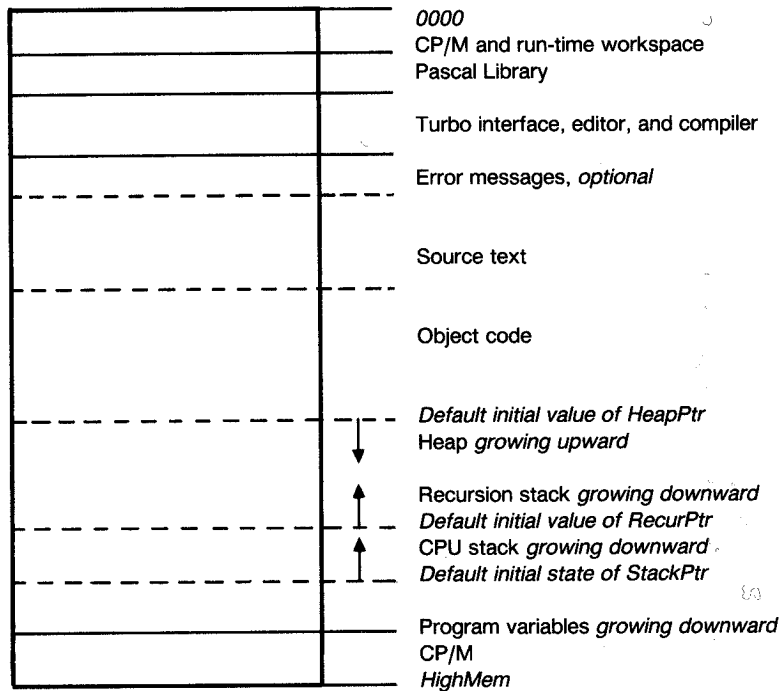 0000
CP/M and run-time workspace
Pascal Library
Turbo interface, editor, and compiler
Error messages, optional
Source text
Object code
Default initial value of HeapPtr
Heap growing upward
Recursion stack growing downward
Default initial value of RecurPtr
CPU stack growing downward
Default initial state of StackPtr
Program variables growing downward
CP/M
HighMem